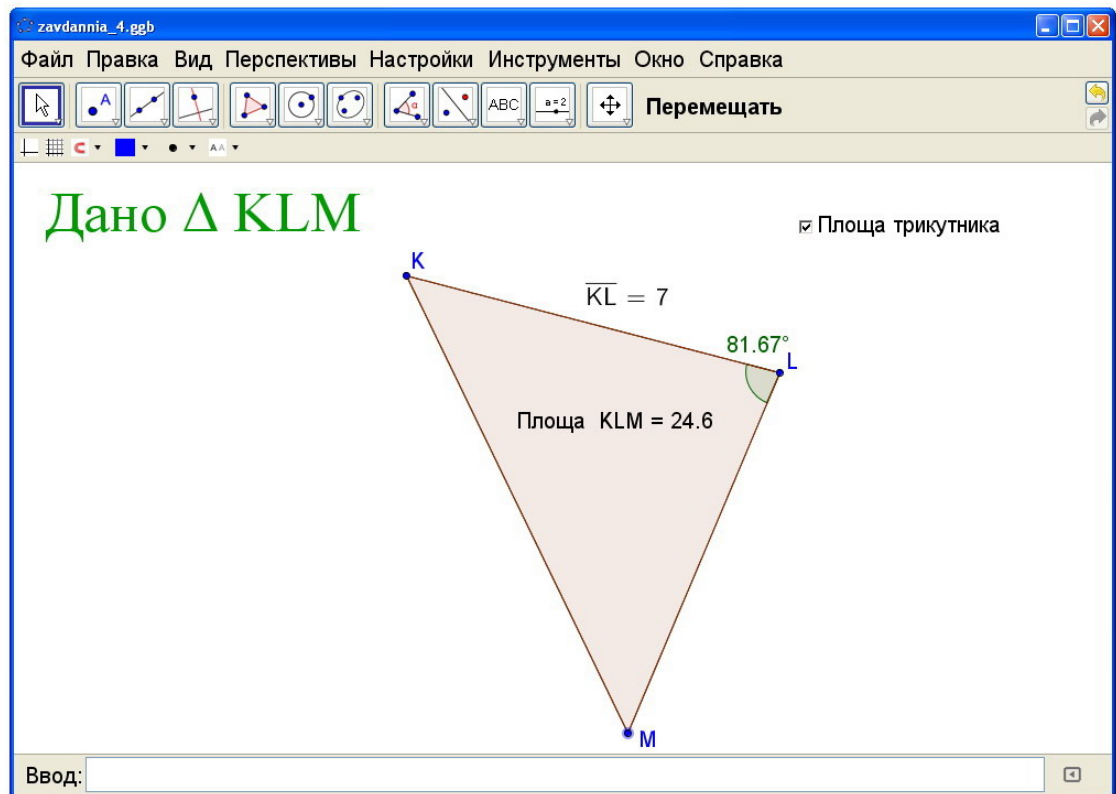 zavdannia_4.ggb
Файл Правка Вид Перспективы Настройки Инструменты Окно Справка
A α ABC a=2 Перемещать
AA
Дано Δ KLM
Площа трикутника
K
KL = 7
81.67°
L
Площа KLM = 24.6
M
Ввод: